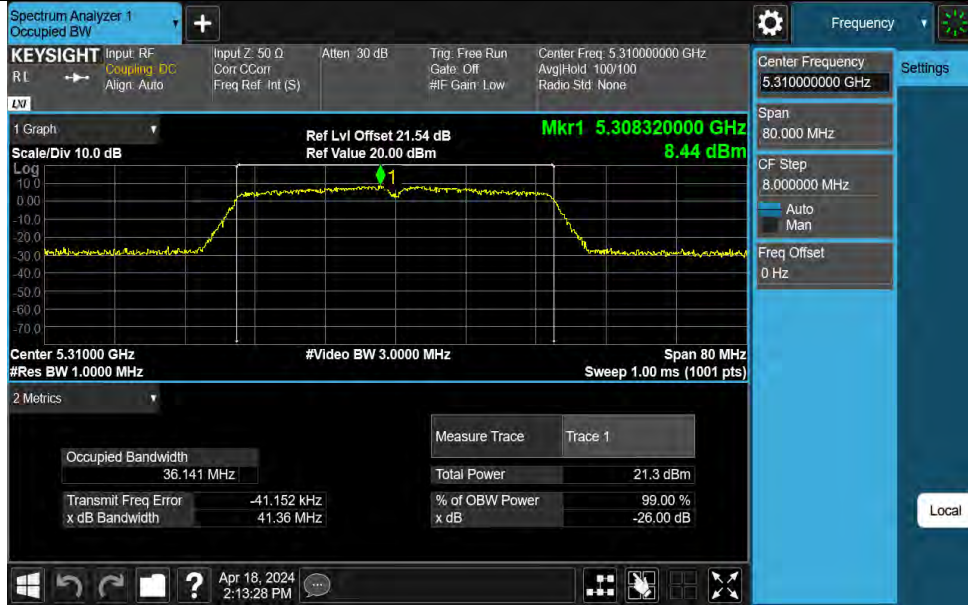 Spectrum Analyzer 1
Occupied BW
+
Frequency
KEYSIGHT
RL
LXI
Input: RF
Coupling: DC
Align: Auto
Input Z: 50 Ω
Corr CCorr
Freq Ref: Int (S)
Atten: 30 dB
Trig: Free Run
Gate: Off
#IF Gain: Low
Center Freq: 5.310000000 GHz
Avg|Hold: 100/100
Radio Std: None
Center Frequency
5.310000000 GHz
Settings
Span
80.000 MHz
CF Step
8.000000 MHz
Auto
Man
Freq Offset
0 Hz
Local
1 Graph
Scale/Div 10.0 dB
Ref Lvl Offset 21.54 dB
Ref Value 20.00 dBm
Mkr1 5.308320000 GHz
8.44 dBm
Log
1
10.0
0.00
-10.0
-20.0
-30.0
-40.0
-50.0
-60.0
-70.0
Center 5.31000 GHz
#Video BW 3.0000 MHz
Span 80 MHz
#Res BW 1.0000 MHz
Sweep 1.00 ms (1001 pts)
2 Metrics
Occupied Bandwidth
36.141 MHz
Transmit Freq Error -41.152 kHz
x dB Bandwidth 41.36 MHz
Measure Trace Trace 1
Total Power 21.3 dBm
% of OBW Power 99.00 %
x dB -26.00 dB
?
Apr 18, 2024
2:13:28 PM